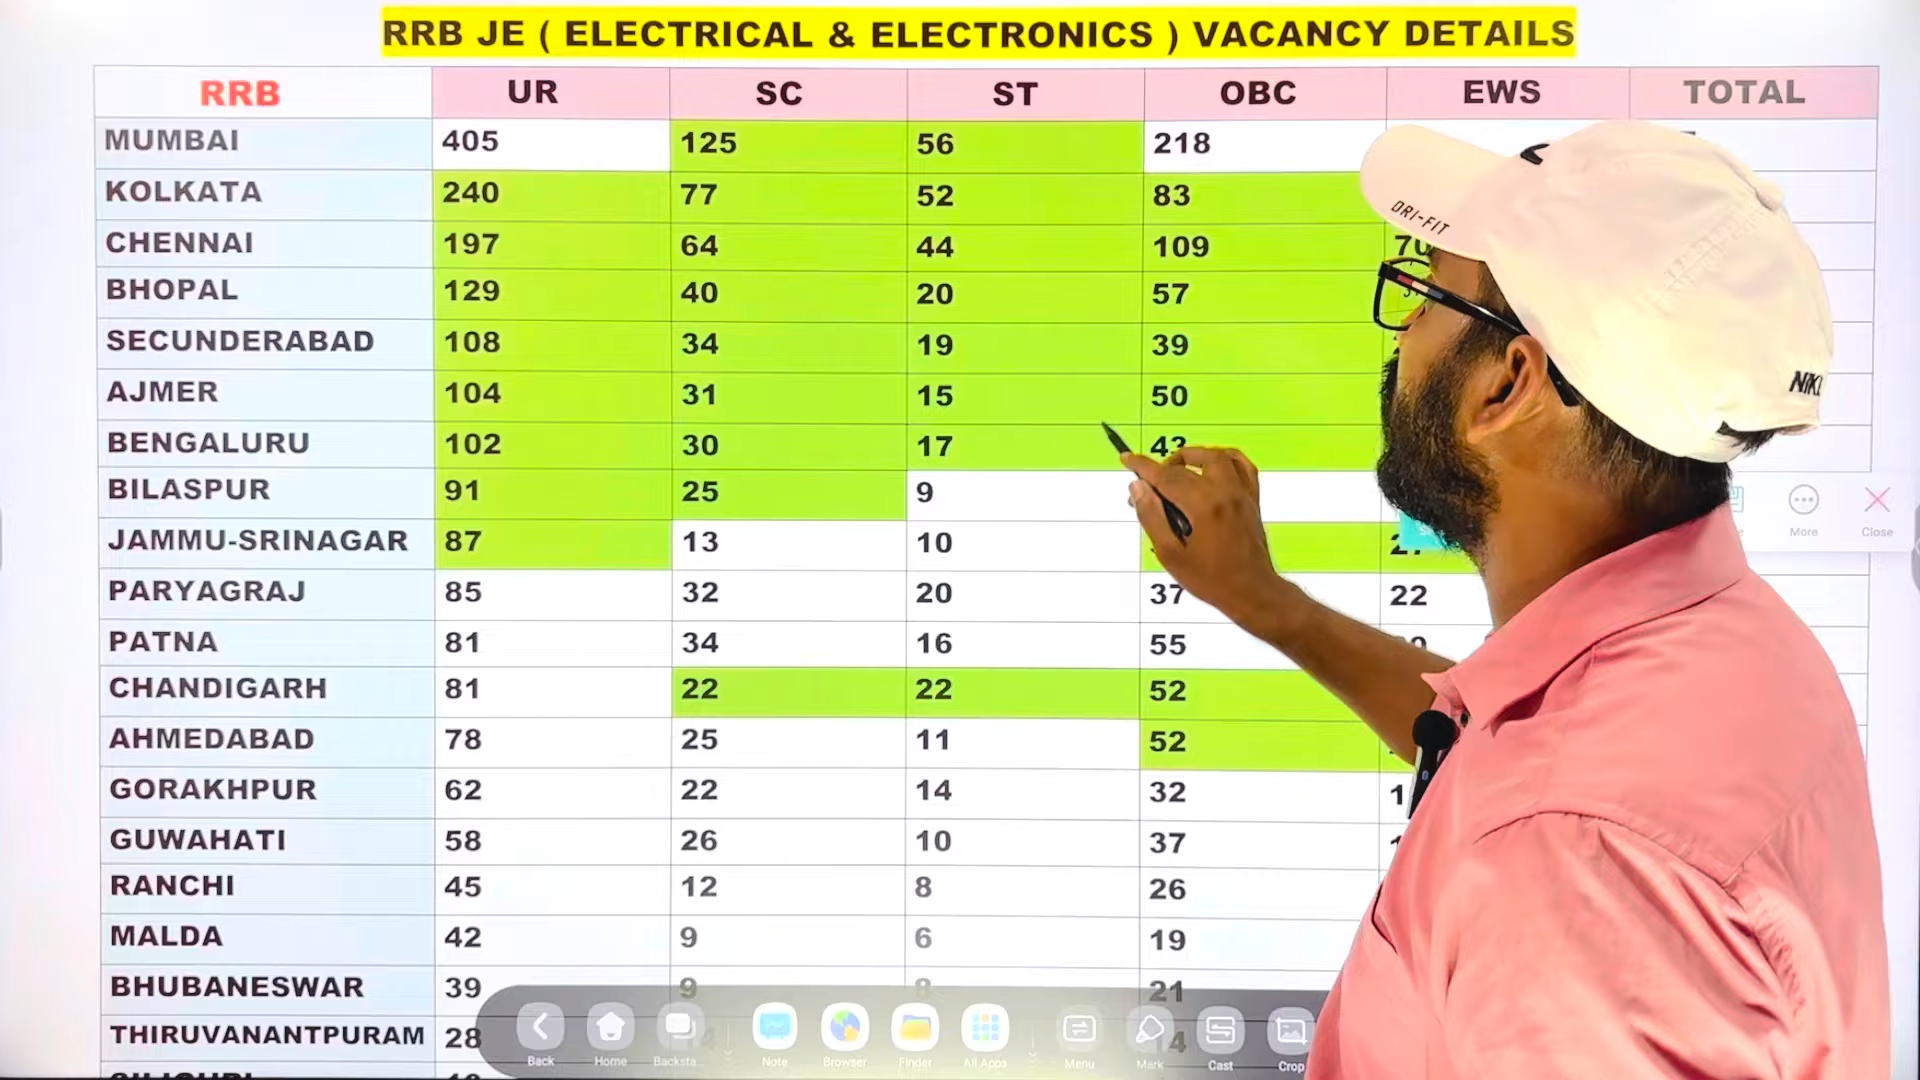 RRB JE ( ELECTRICAL & ELECTRONICS ) VACANCY DETAILS
RRB UR SC ST OBC EWS TOTAL
MUMBAI 405 125 56 218
KOLKATA 240 77 52 83
CHENNAI 197 64 44 109
BHOPAL 129 40 20 57
SECUNDERABAD 108 34 19 39
AJMER 104 31 15 50
BENGALURU 102 30 17
BILASPUR 91 25 9
JAMMU-SRINAGAR 87 13 10
PARYAGRAJ 85 32 20 37 22
PATNA 81 34 16 55
CHANDIGARH 81 22 22 52
AHMEDABAD 78 25 11 52
GORAKHPUR 62 22 14 32
GUWAHATI 58 26 10 37
RANCHI 45 12 8 26
MALDA 42 9 6 19
BHUBANESWAR 39 9 8 21
THIRUVANANTPURAM 28
DRI-FIT
More Close
Back Home Note Browser Finder All Apps Menu Mark Cast Crop